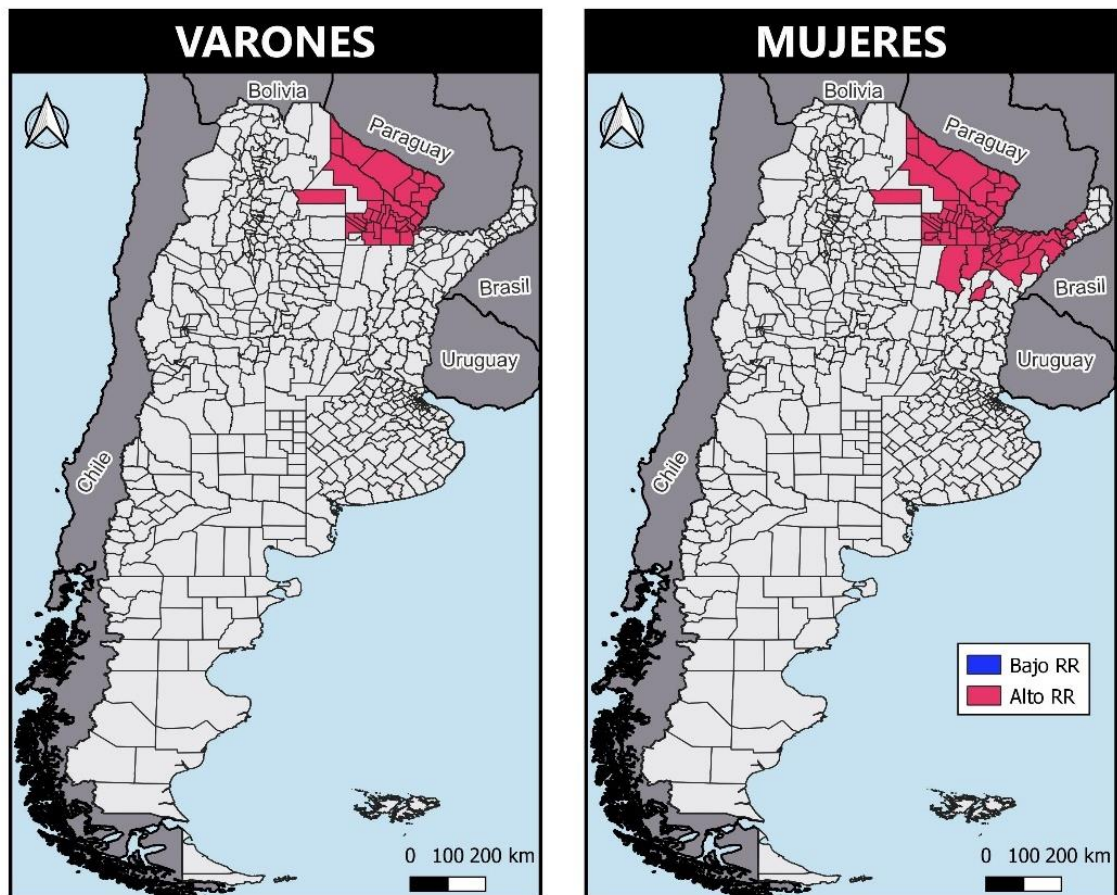 VARONES
Bolivia
Paraguay
Brasil
Uruguay
Chile
0 100 200 km
MUJERES
Bolivia
Paraguay
Brasil
Uruguay
Chile
Bajo RR
Alto RR
0 100 200 km